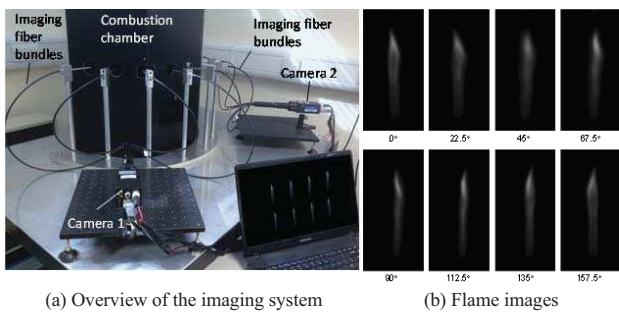 Imaging
fiber
bundles
Combustion
chamber
Imaging fiber
bundles
Camera 2
Camera 1
0°
22.5°
45°
67.5°
90°
112.5°
135°
157.5°
(a) Overview of the imaging system
(b) Flame images